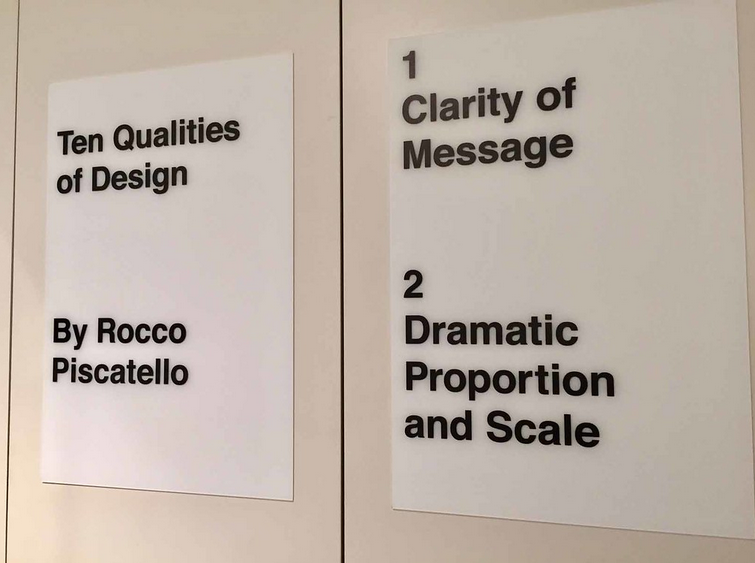 Ten Qualities
of Design
By Rocco
Piscatello
1
Clarity of
Message
2
Dramatic
Proportion
and Scale